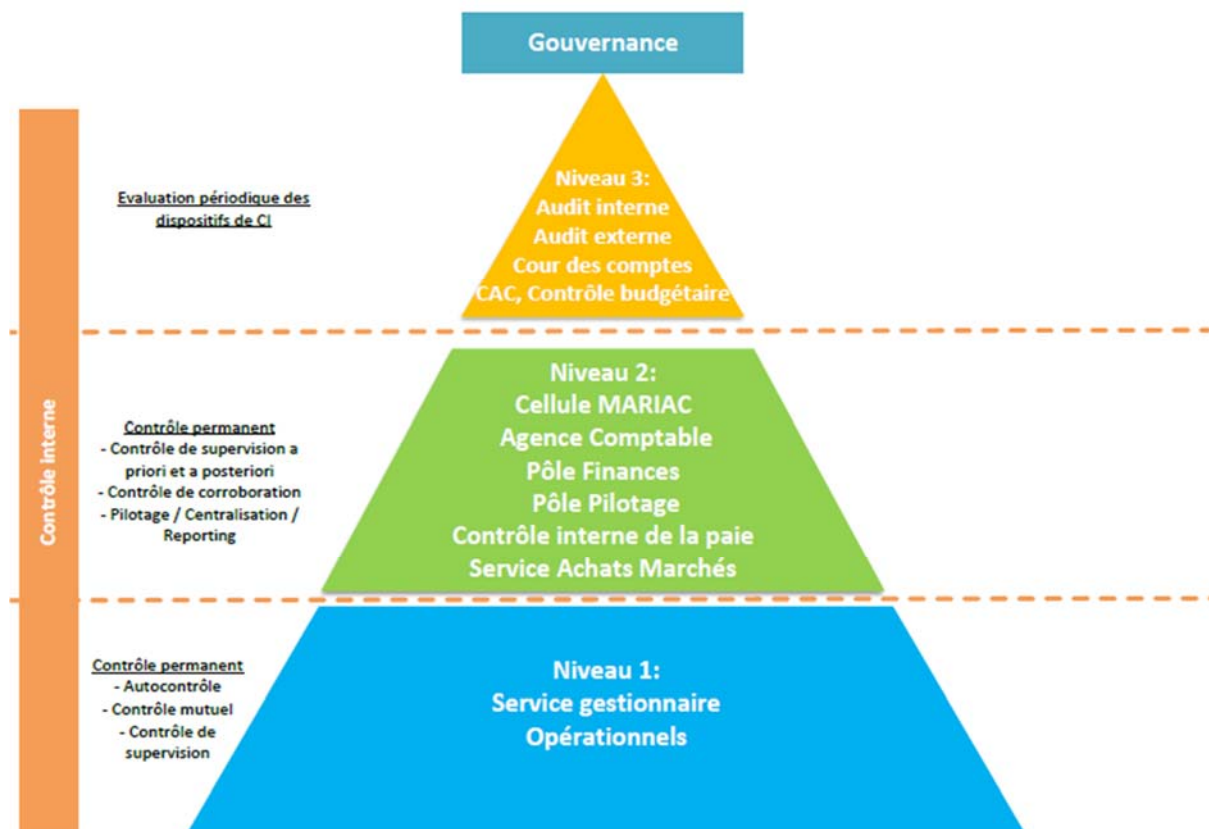 Gouvernance
Contrôle interne
Evaluation périodique des
dispositifs de CI
Niveau 3:
Audit interne
Audit externe
Cour des comptes
CAC, Contrôle budgétaire
Contrôle permanent
- Contrôle de supervision a
priori et a posteriori
- Contrôle de corroboration
- Pilotage / Centralisation /
Reporting
Niveau 2:
Cellule MARIAC
Agence Comptable
Pôle Finances
Pôle Pilotage
Contrôle interne de la paie
Service Achats Marchés
Contrôle permanent
- Autocontrôle
- Contrôle mutuel
- Contrôle de
supervision
Niveau 1:
Service gestionnaire
Opérationnels